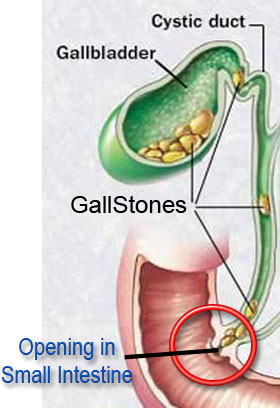 Cystic duct
Gallbladder
GallStones
Opening in
Small Intestine